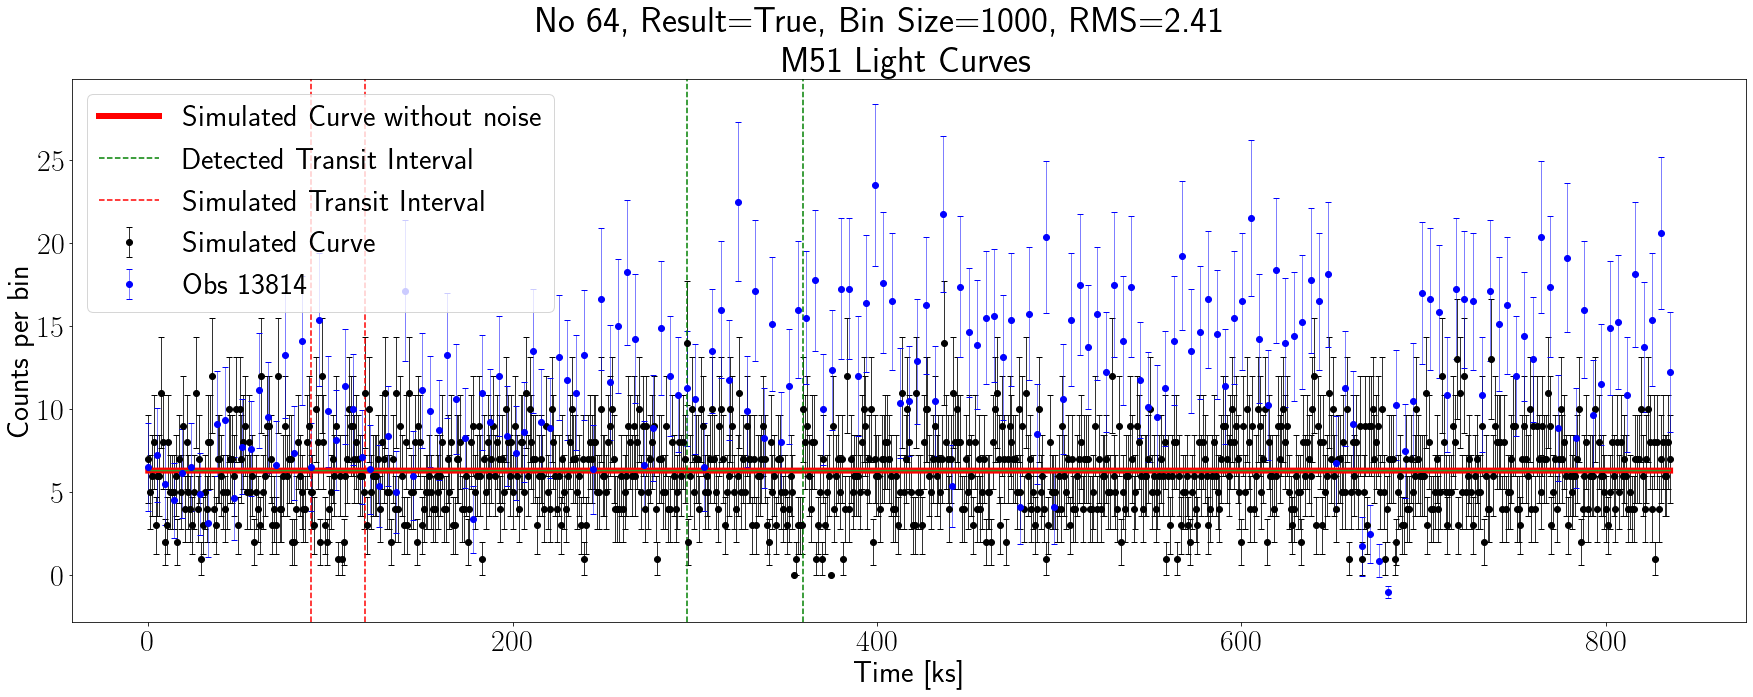 No 64, Result=True, Bin Size=1000, RMS=2.41
M51 Light Curves
Simulated Curve without noise
Detected Transit Interval
Simulated Transit Interval
Simulated Curve
Obs 13814
Counts per bin
25
20
15
10
5
0
0 200 400 600 800
Time [ks]